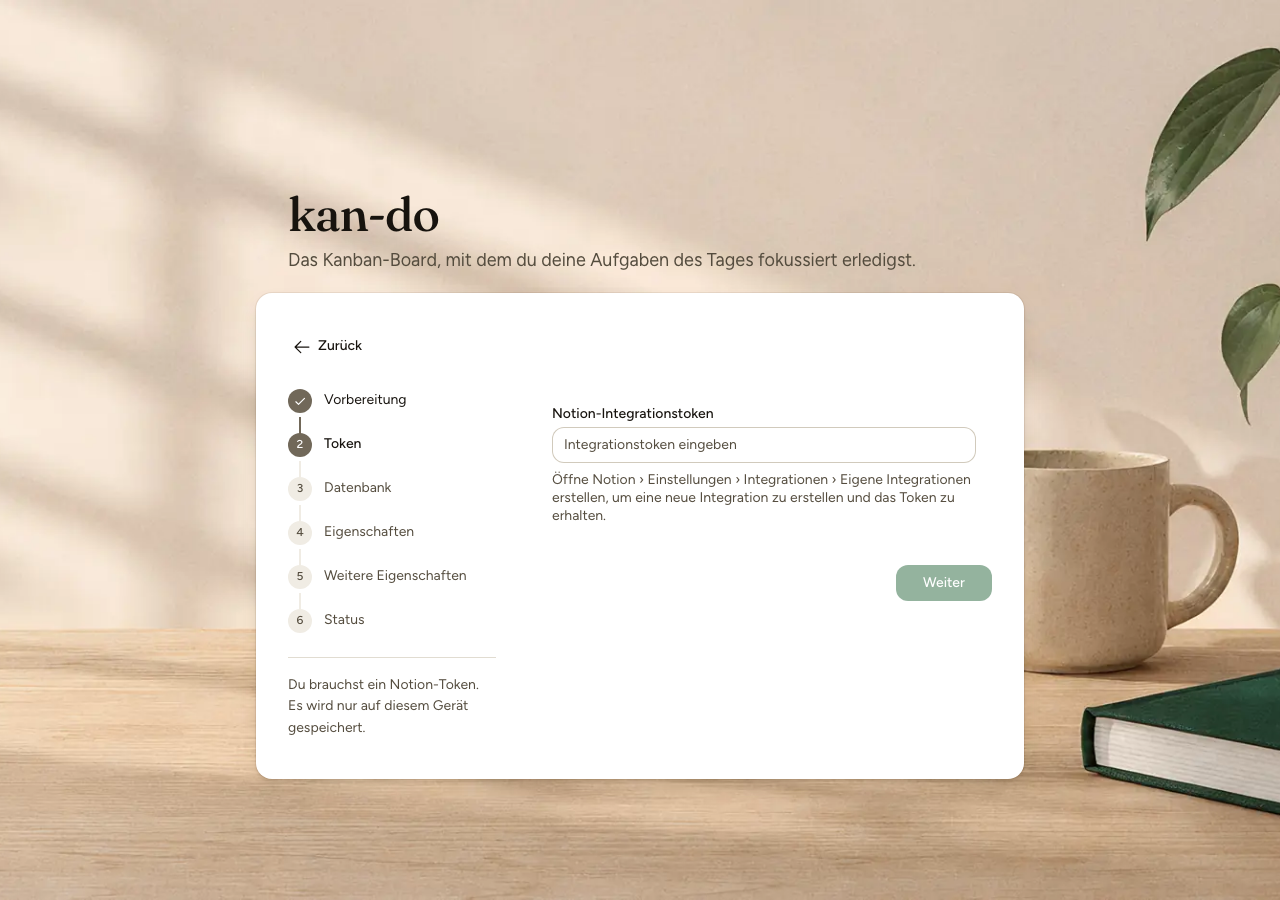 kan-do
Das Kanban-Board, mit dem du deine Aufgaben des Tages fokussiert erledigst.
Zurück
Vorbereitung
2 Token
3 Datenbank
4 Eigenschaften
5 Weitere Eigenschaften
6 Status
Du brauchst ein Notion-Token.
Es wird nur auf diesem Gerät
gespeichert.
Notion-Integrationstoken
Integrationstoken eingeben
Öffne Notion › Einstellungen › Integrationen › Eigene Integrationen
erstellen, um eine neue Integration zu erstellen und das Token zu
erhalten.
Weiter